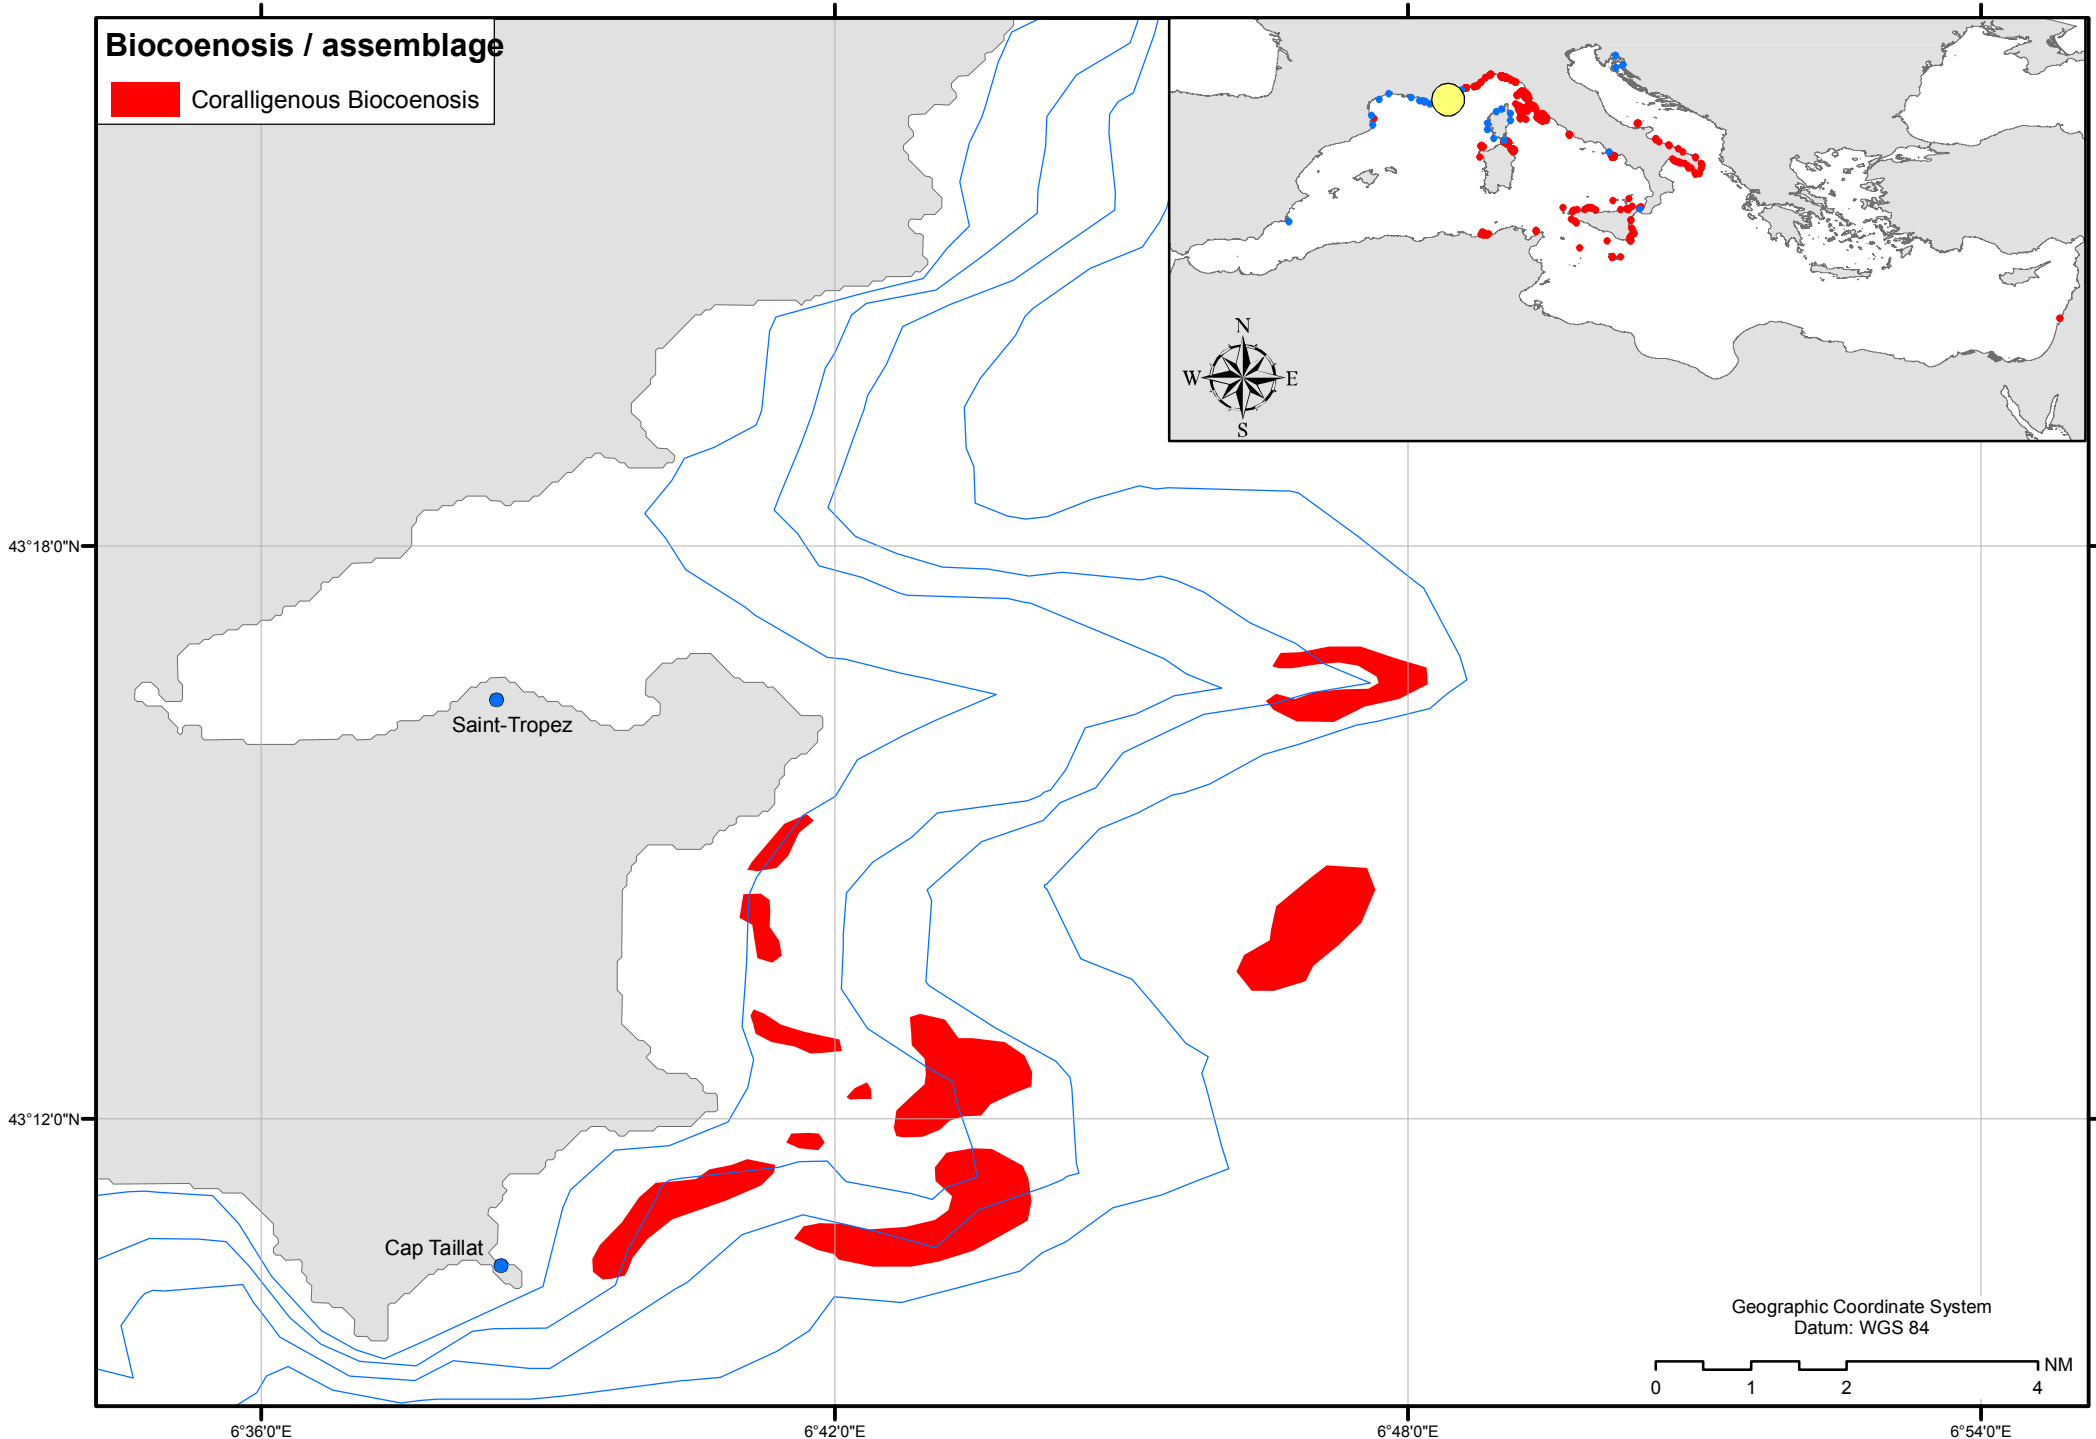 Biocoenosis / assemblage
Coralligenous Biocoenosis
N
W
E
S
43°18'0"N
Saint-Tropez
43°12'0"N
Cap Taillat
Geographic Coordinate System
Datum: WGS 84
NM
0 1 2 4
6°36'0"E 6°42'0"E 6°48'0"E 6°54'0"E